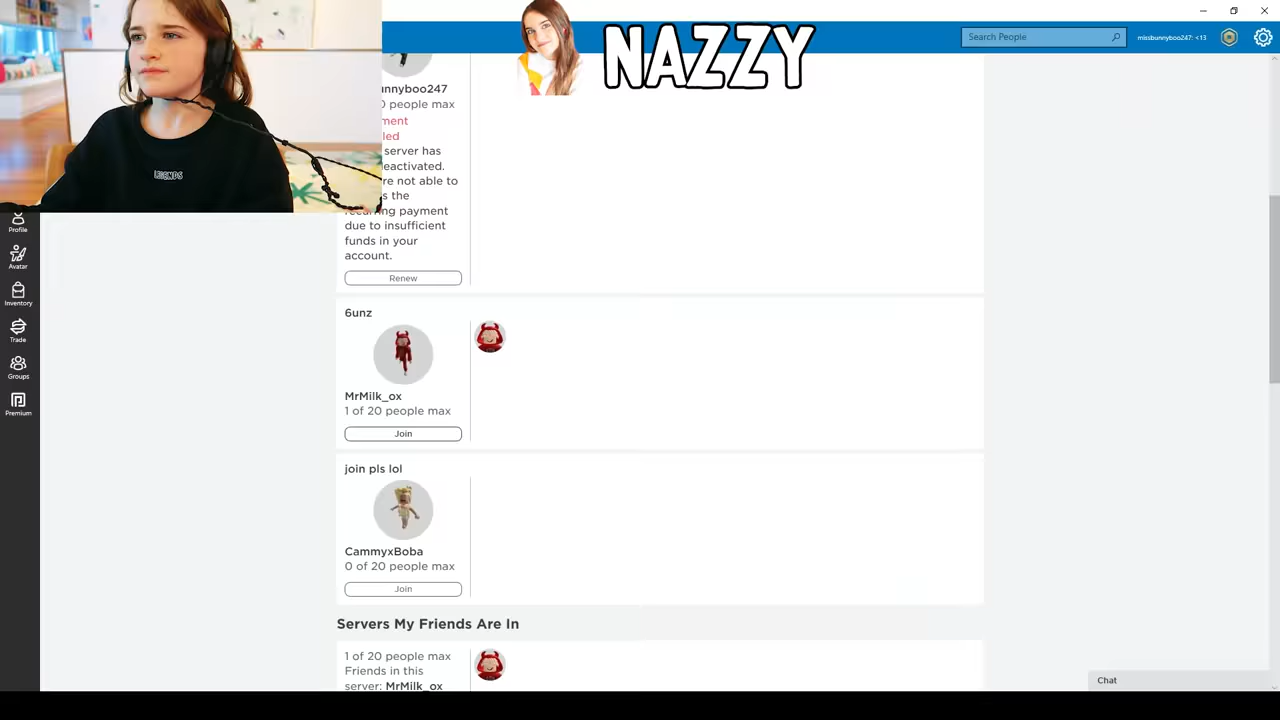 NAZZY
Search People
missbunnyboo247: <13
LEGENDS
nnyboo247
people max
server has
eactivated.
re not able to
s the
recurring payment
due to insufficient
funds in your
account.
Renew
Profile
Avatar
Inventory
Trade
Groups
Premium
6unz
MrMilk_ox
1 of 20 people max
Join
join pls lol
CammyxBoba
0 of 20 people max
Join
Servers My Friends Are In
1 of 20 people max
Friends in this
server: MrMilk_ox
Chat